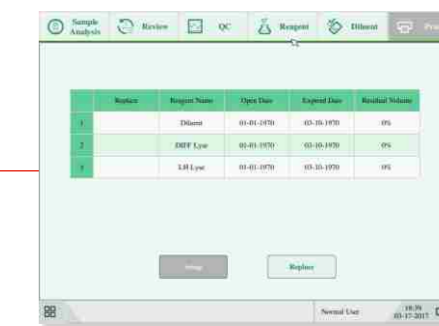 Sample
Analysis
Review
QC
Reagent
Diluent
Replace Reagent Name Open Date Expired Date Residual Volume
1 Diluent 01-01-1970 03-10-1970 0%
2 DIFF Lyse 01-01-1970 03-10-1970 0%
3 LH Lyse 01-01-1970 03-10-1970 0%
Setup
Replace
Normal User
03-17-2017